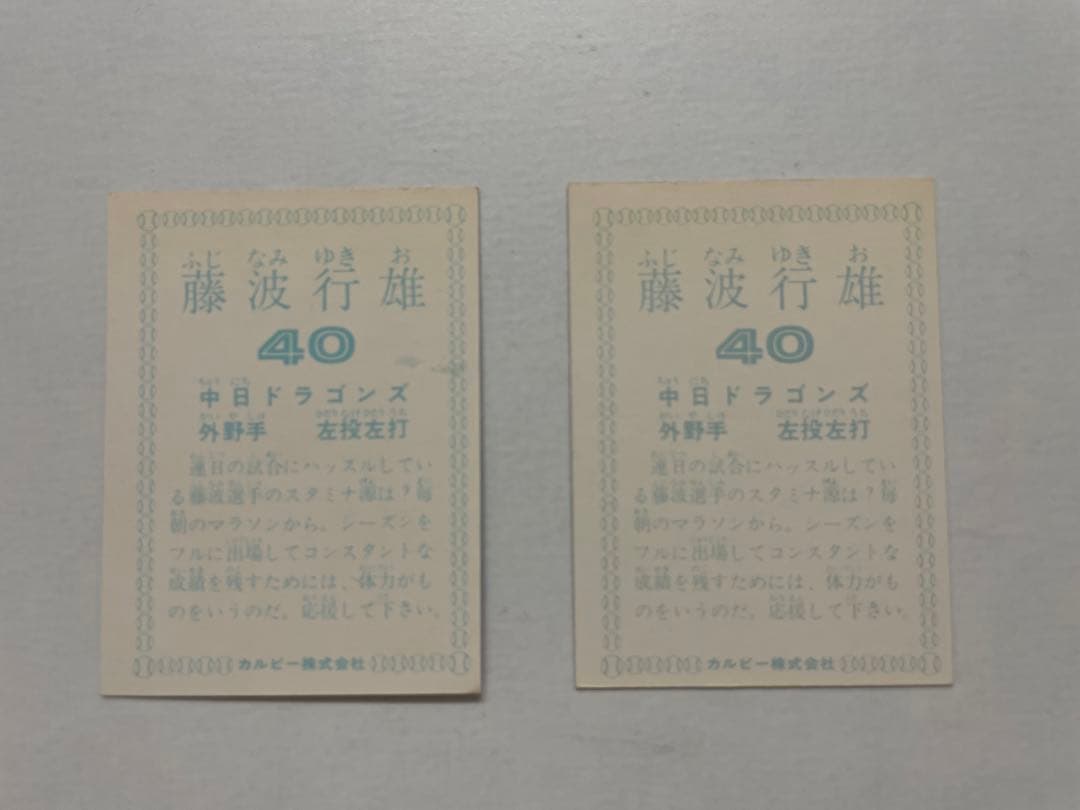 ふじ なみ ゆき お
藤波行雄
40
中日ドラゴンズ
外野手 左投左打
連日の試合にハッスルしてい
る藤波選手のスタミナ源は？毎
朝のマラソンから。シーズンを
フルに出場してコンスタントな
成績を残すためには、体力がも
のをいうのだ。応援して下さい。
カルビー株式会社
ふじ なみ ゆき お
藤波行雄
40
中日ドラゴンズ
外野手 左投左打
連日の試合にハッスルしてい
る藤波選手のスタミナ源は？毎
朝のマラソンから。シーズンを
フルに出場してコンスタントな
成績を残すためには、体力がも
のをいうのだ。応援して下さい。
カルビー株式会社